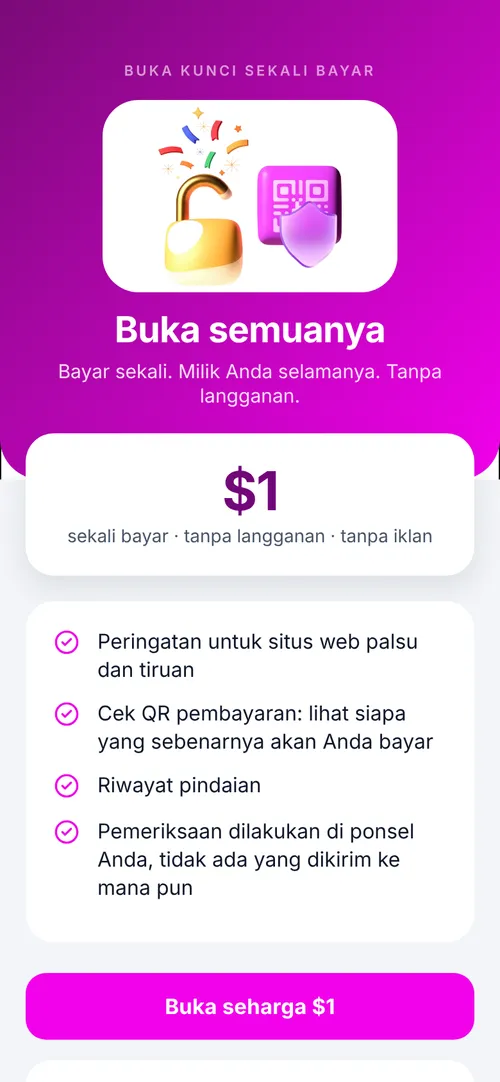 BUKA KUNCI SEKALI BAYAR
Buka semuanya
Bayar sekali. Milik Anda selamanya. Tanpa
langganan.
$1
sekali bayar · tanpa langganan · tanpa iklan
Peringatan untuk situs web palsu
dan tiruan
Cek QR pembayaran: lihat siapa
yang sebenarnya akan Anda bayar
Riwayat pindaian
Pemeriksaan dilakukan di ponsel
Anda, tidak ada yang dikirim ke
mana pun
Buka seharga $1